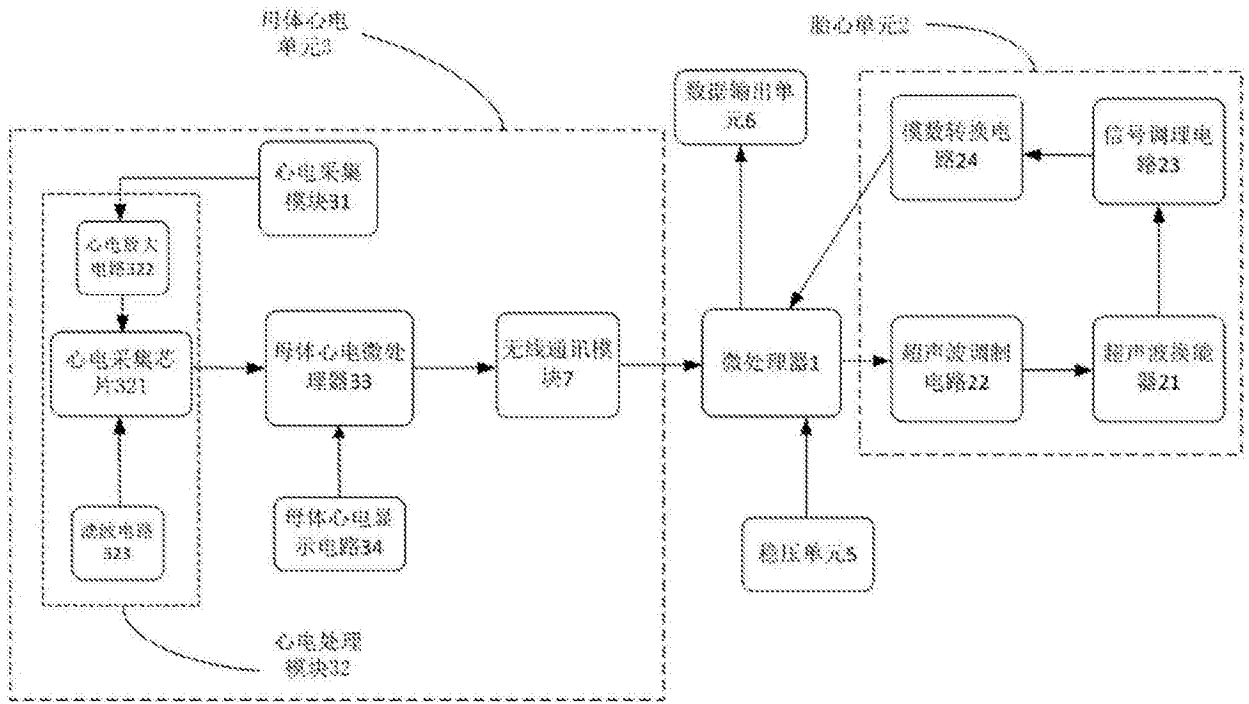 母体心电
单元3
胎心单元2
数据输出单
元6
模数转换电
路24
信号调理电
路23
心电采集
模块31
心电放大
电路322
心电采集芯
片321
母体心电微处
理器33
无线通讯模
块7
微处理器1
超声波调制
电路22
超声波换能
器21
滤波电路
323
母体心电显
示电路34
稳压单元5
心电处理
模块32